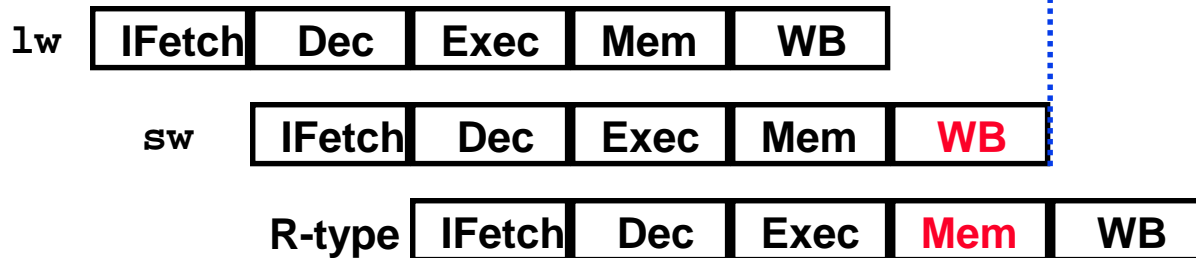 lw IFetch Dec Exec Mem WB
sw IFetch Dec Exec Mem WB
R-type IFetch Dec Exec Mem WB